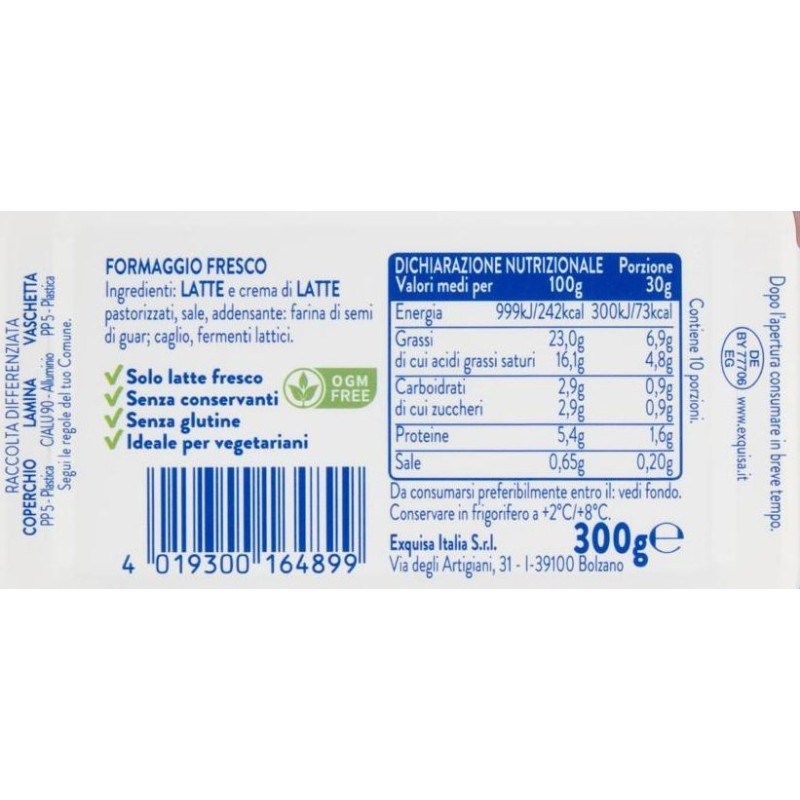 RACCOLTA DIFFERENZIATA
COPERCHIO LAMINA VASCHETTA
PP 5 - Plastica C/ALU 90 - Alluminio PP 5 - Plastica
Segui le regole del tuo Comune.
FORMAGGIO FRESCO
Ingredienti: LATTE e crema di LATTE
pastorizzati, sale, addensante: farina di semi
di guar; caglio, fermenti lattici.
Solo latte fresco
Senza conservanti
Senza glutine
Ideale per vegetariani
OGM
FREE
4 019300 164899
DICHIARAZIONE NUTRIZIONALE Porzione
Valori medi per 100g 30g
Energia 999kJ/242kcal 300kJ/73kcal
Grassi 23,0g 6,9g
di cui acidi grassi saturi 16,1g 4,8g
Carboidrati 2,9g 0,9g
di cui zuccheri 2,9g 0,9g
Proteine 5,4g 1,6g
Sale 0,65g 0,20g
Contiene 10 porzioni.
Da consumarsi preferibilmente entro il: vedi fondo.
Conservare in frigorifero a +2°C/+8°C.
Exquisa Italia S.r.l.
Via degli Artigiani, 31 - I-39100 Bolzano
300g e
DE
BY 77706
EG
www.exquisa.it
Dopo l'apertura consumare in breve tempo.